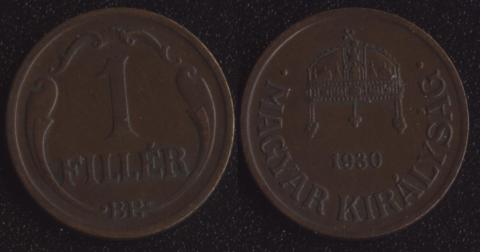 1
FILLÉR
·BP·
· MAGYAR KIRÁLYSÁG ·
1930